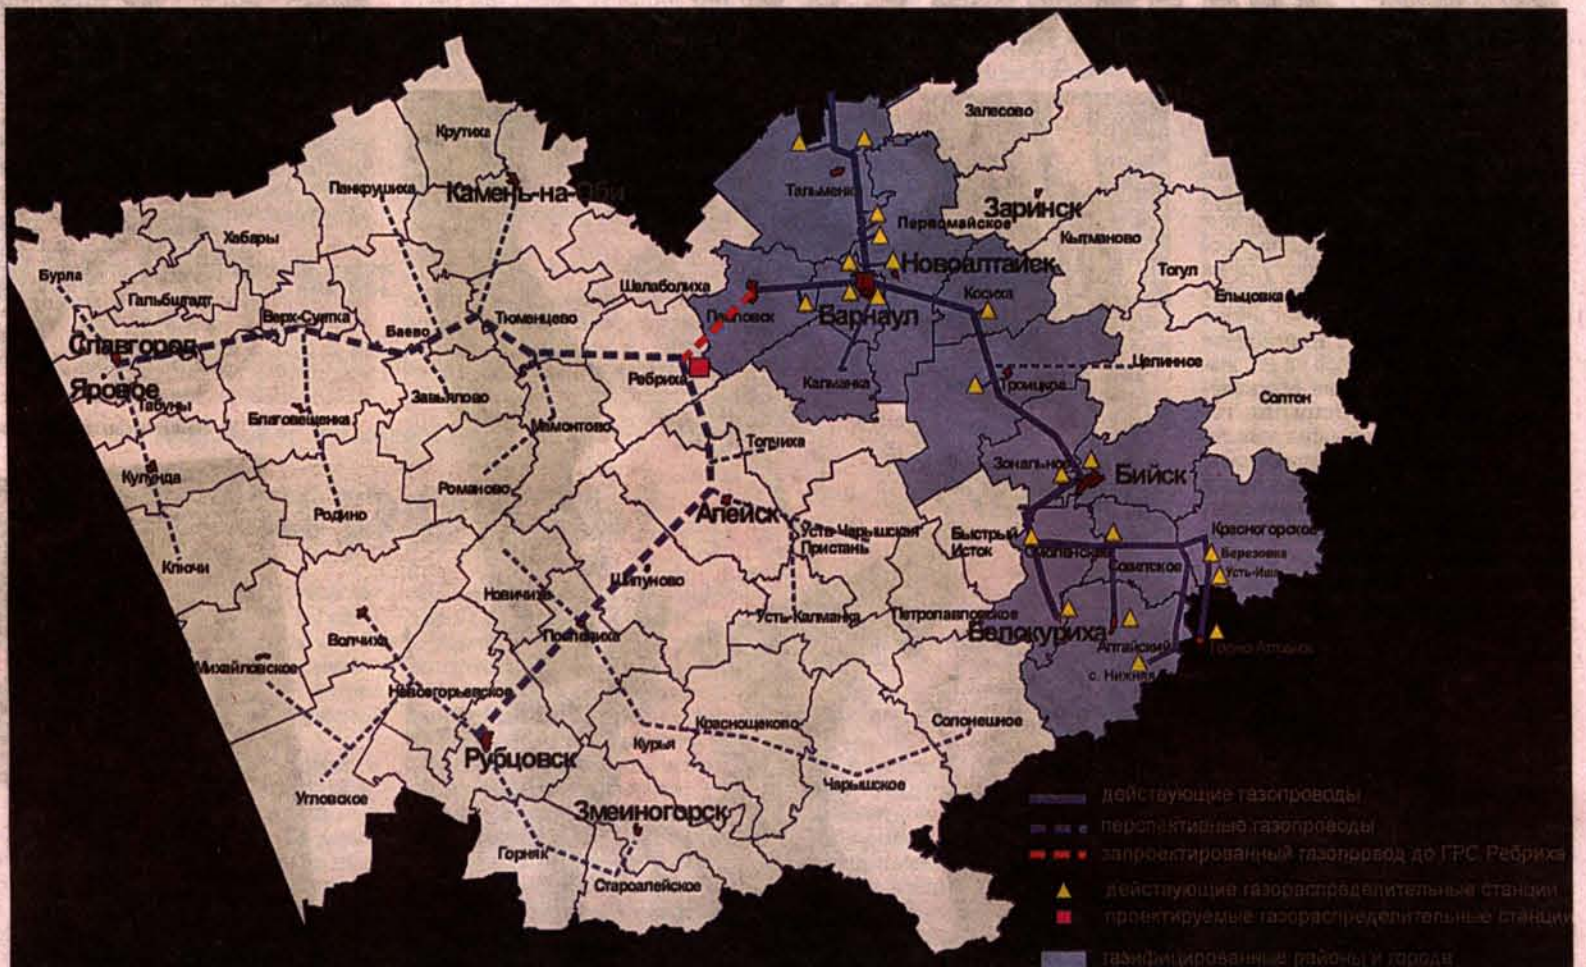 Залесово
Крутиха
Панкрушиха
Камень-на-Оби
Тальменка
Заринск
Первомайское
Хабары
Кытманово
Бурла
Новоалтайск
Тогул
Шелаболиха
Гальбштадт
Косиха
Ельцовка
Верх-Суетка
Тюменцево
Павловск
Барнаул
Баево
Славгород
Целинное
Ребриха
Калманка
Троицкое
Яровое
Завьялово
Солтон
Табуны
Благовещенка
Мамонтово
Топчиха
Зональное
Бийск
Кулунда
Романово
Родино
Алейск
Быстрый
Исток
Усть-Чарышская
Пристань
Красногорское
Смоленское
Березовка
Советское
Усть-Иша
Ключи
Шипуново
Новичиха
Усть-Калманка
Петропавловское
Белокуриха
Волчиха
Поспелиха
Алтайский
Горно-Алтайск
Михайловское
с. Нижняя
Новоегорьевское
Краснощеково
Солонешное
Курья
Рубцовск
Чарышское
Угловское
Змеиногорск
Горняк
Староалейское
действующие газопроводы
перспективные газопроводы
запроектированный газопровод до ГРС Ребриха
действующие газораспределительные станции
проектируемые газораспределительные станции
газифицированные районы и города